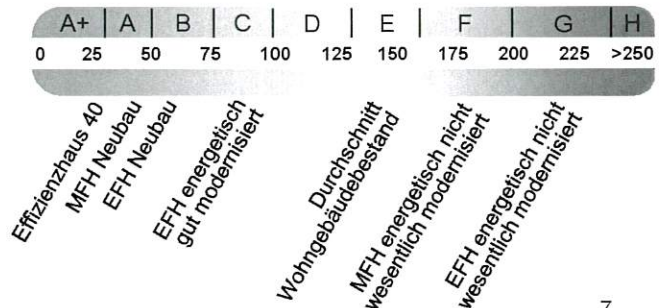 A+ | A | B | C | D | E | F | G | H
0 25 50 75 100 125 150 175 200 225 >250
Effizienzhaus 40
MFH Neubau
EFH Neubau
EFH energetisch
gut modernisiert
Durchschnitt
Wohngebäudebestand
MFH energetisch nicht
wesentlich modernisiert
EFH energetisch nicht
wesentlich modernisiert
7